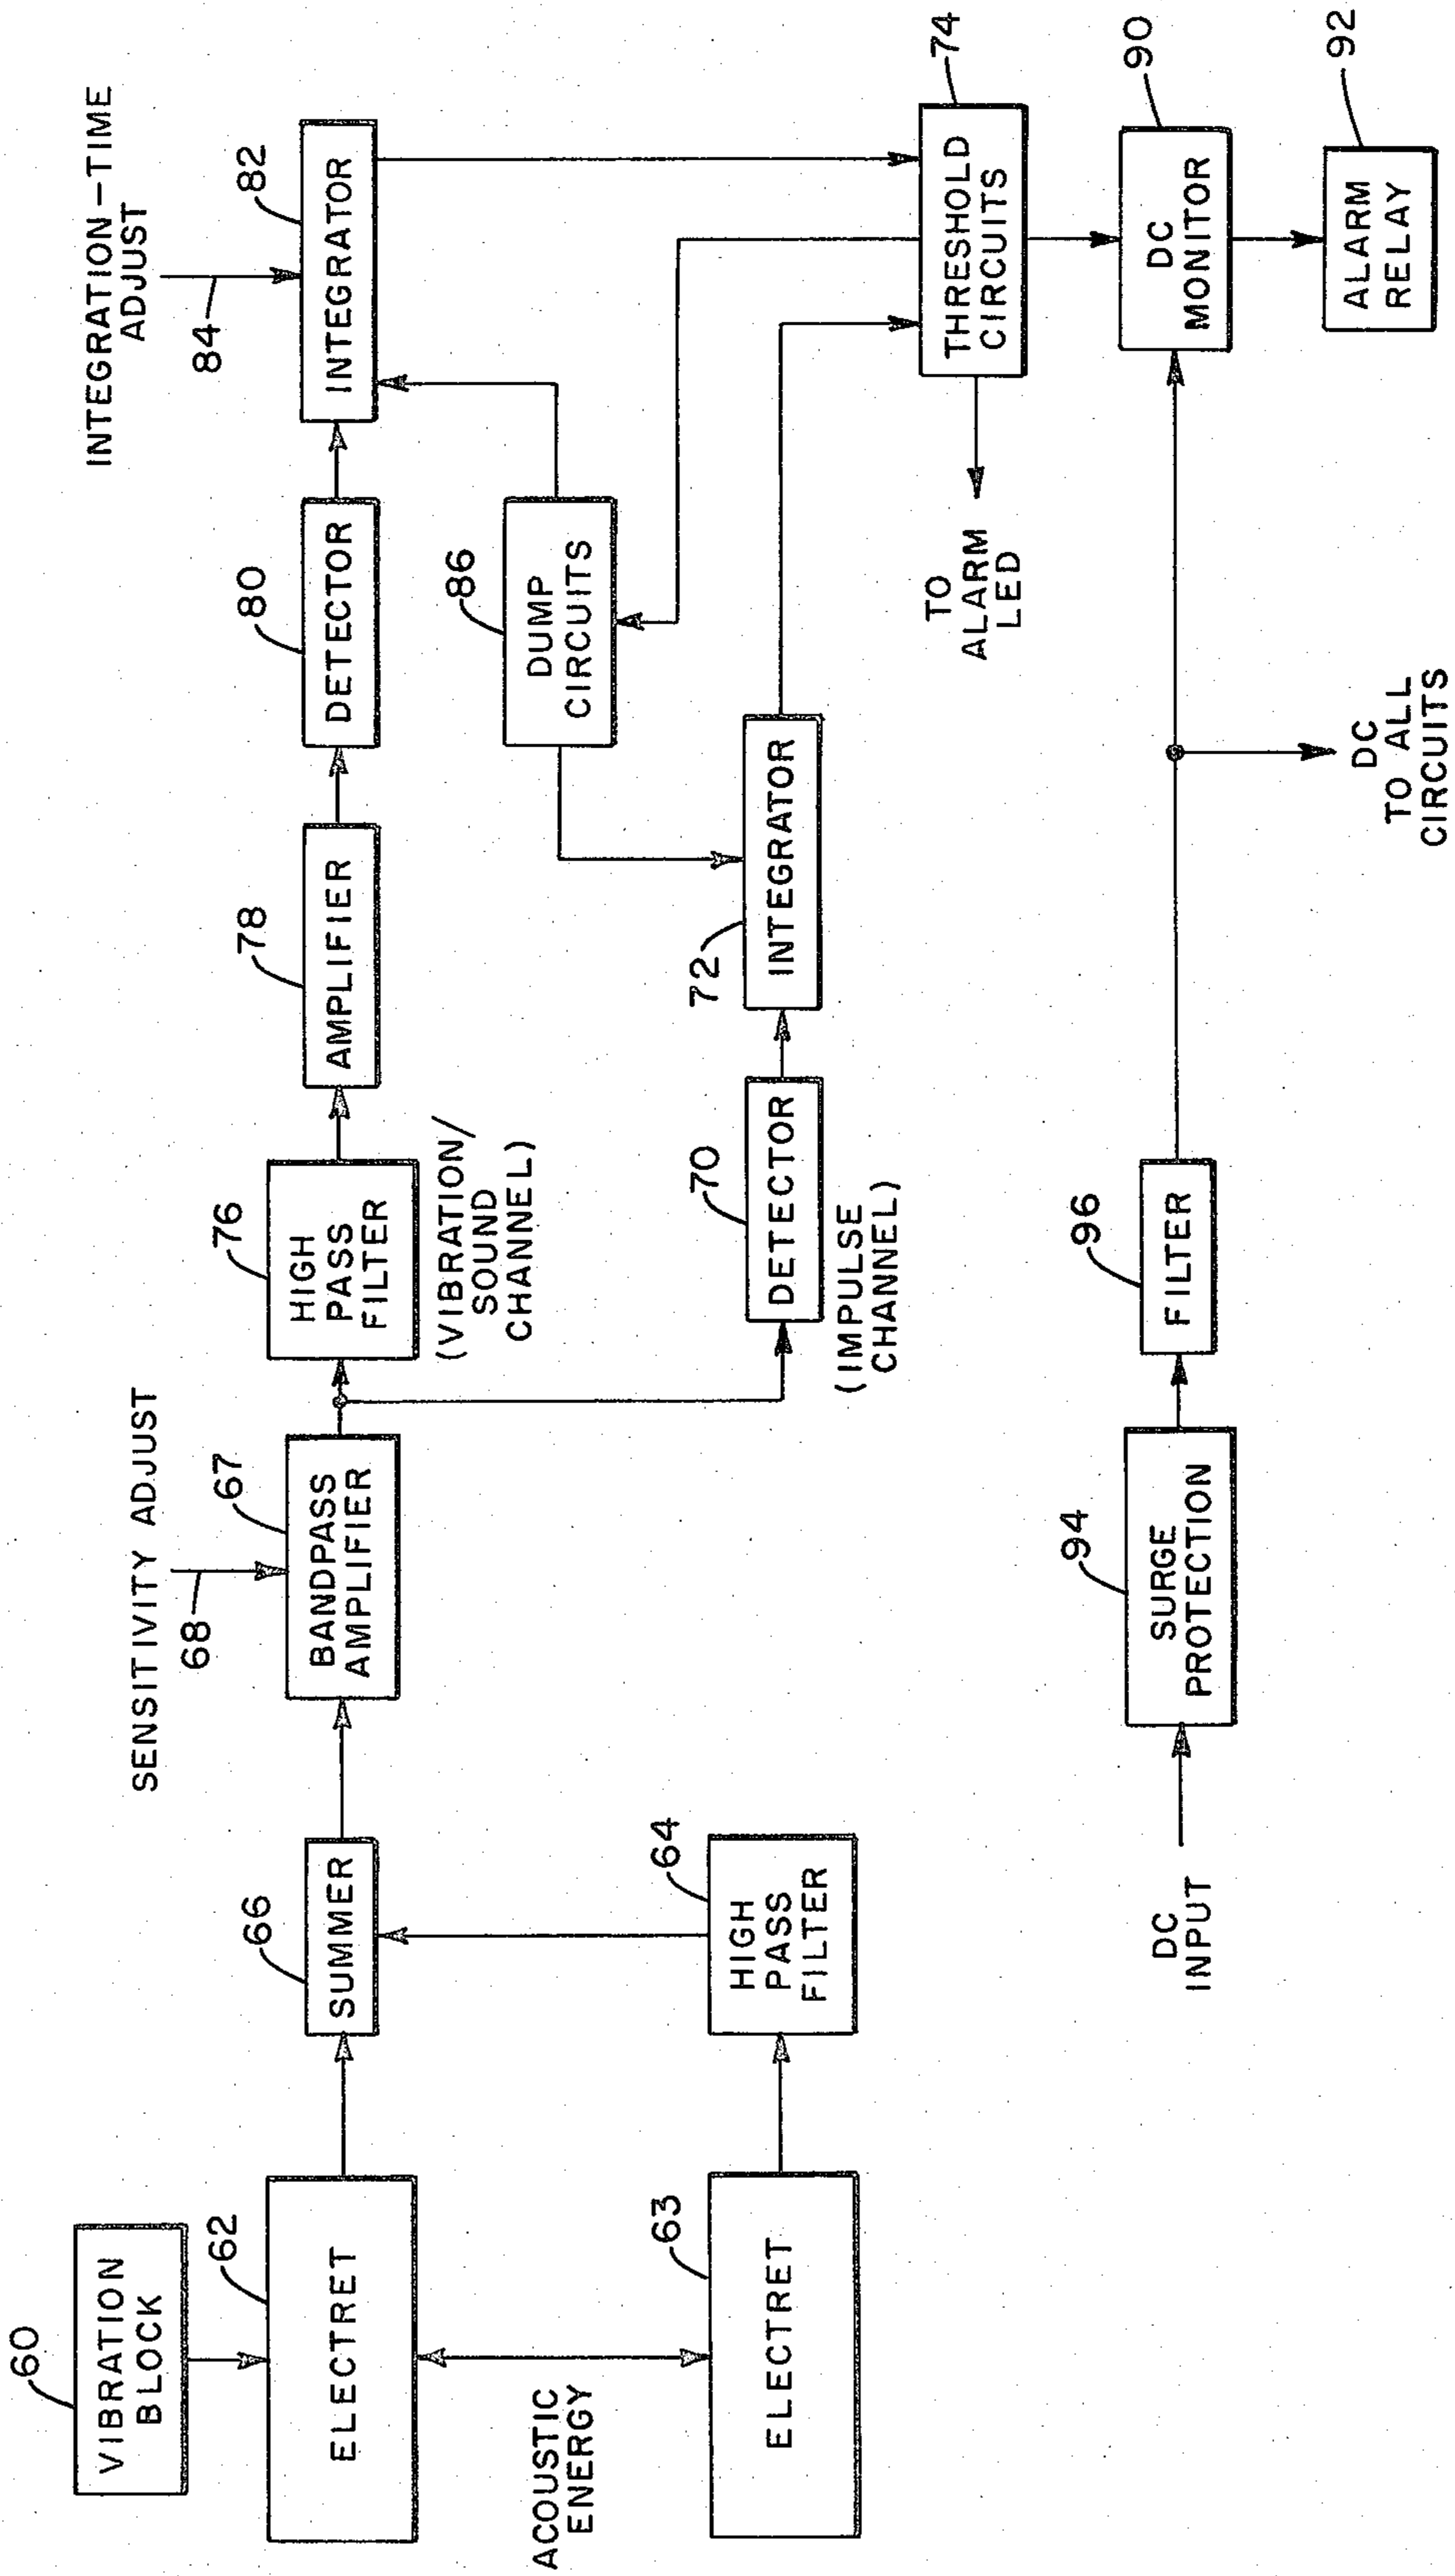 60
VIBRATION
BLOCK
62
ELECTRET
ACOUSTIC
ENERGY
63
ELECTRET
64
HIGH
PASS
FILTER
66
SUMMER
SENSITIVITY ADJUST
68
67
BANDPASS
AMPLIFIER
76
HIGH
PASS
FILTER
(VIBRATION/
SOUND
CHANNEL)
78
AMPLIFIER
80
DETECTOR
INTEGRATION-TIME
ADJUST
84
82
INTEGRATOR
86
DUMP
CIRCUITS
70
DETECTOR
(IMPULSE
CHANNEL)
72
INTEGRATOR
74
THRESHOLD
CIRCUITS
TO
ALARM
LED
DC
INPUT
94
SURGE
PROTECTION
96
FILTER
DC
TO ALL
CIRCUITS
90
DC
MONITOR
92
ALARM
RELAY